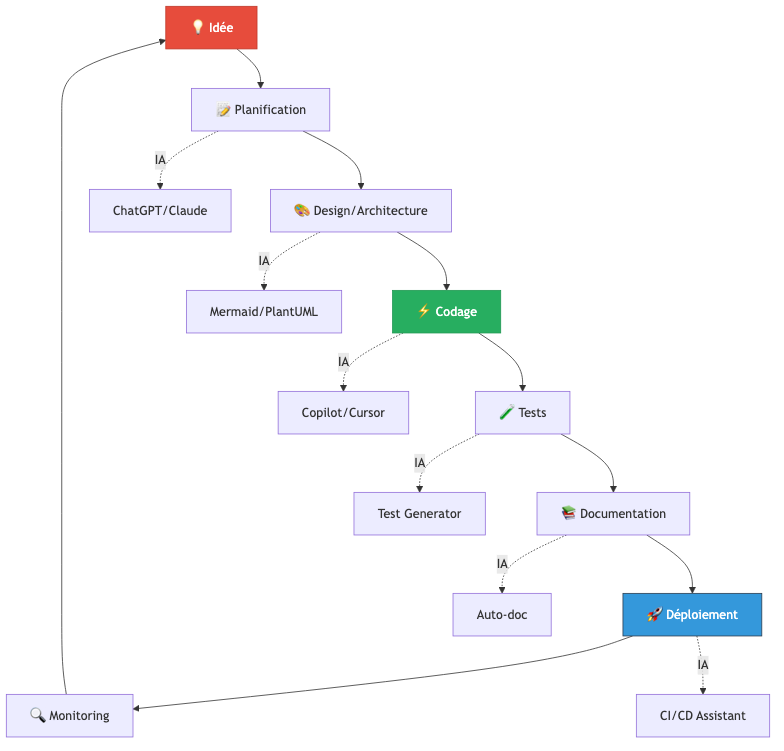 💡 Idée
📝 Planification
IA
ChatGPT/Claude
🎨 Design/Architecture
IA
Mermaid/PlantUML
⚡ Codage
IA
Copilot/Cursor
🧪 Tests
IA
Test Generator
📚 Documentation
IA
Auto-doc
🚀 Déploiement
IA
🔍 Monitoring
CI/CD Assistant